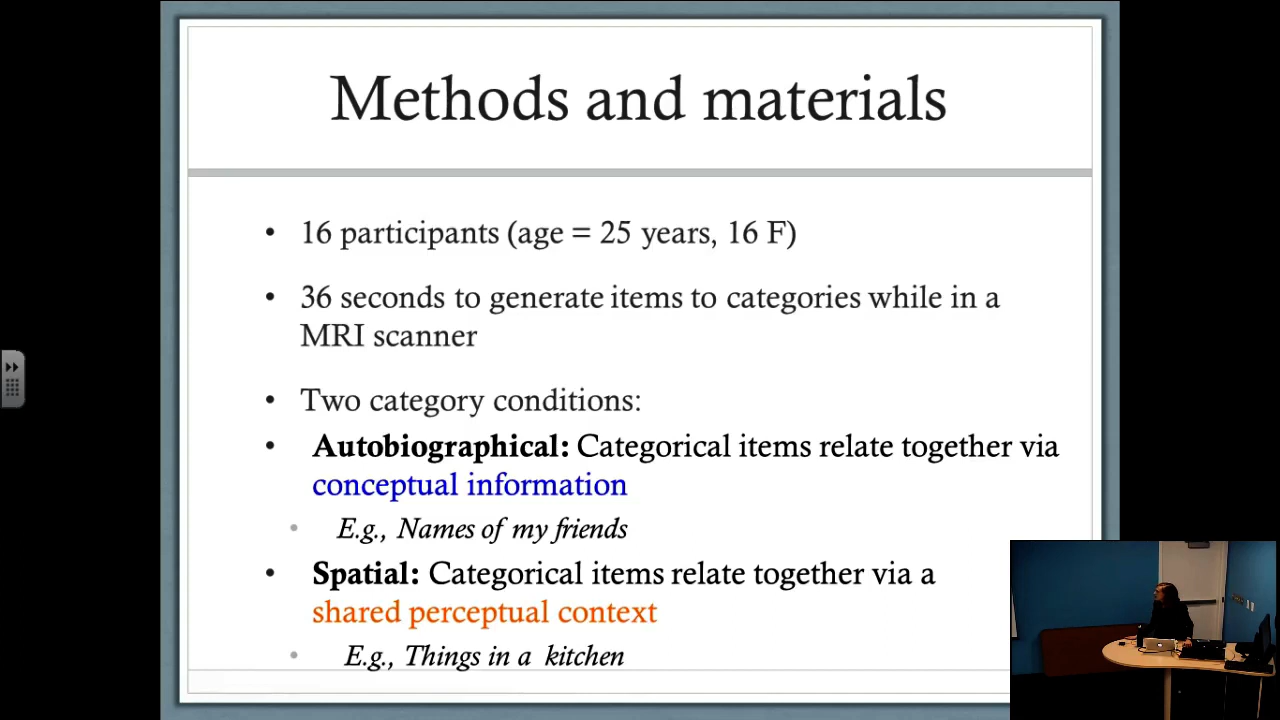 Methods and materials
• 16 participants (age = 25 years, 16 F)
• 36 seconds to generate items to categories while in a
MRI scanner
• Two category conditions:
• Autobiographical: Categorical items relate together via
conceptual information
• E.g., Names of my friends
• Spatial: Categorical items relate together via a
shared perceptual context
• E.g., Things in a kitchen